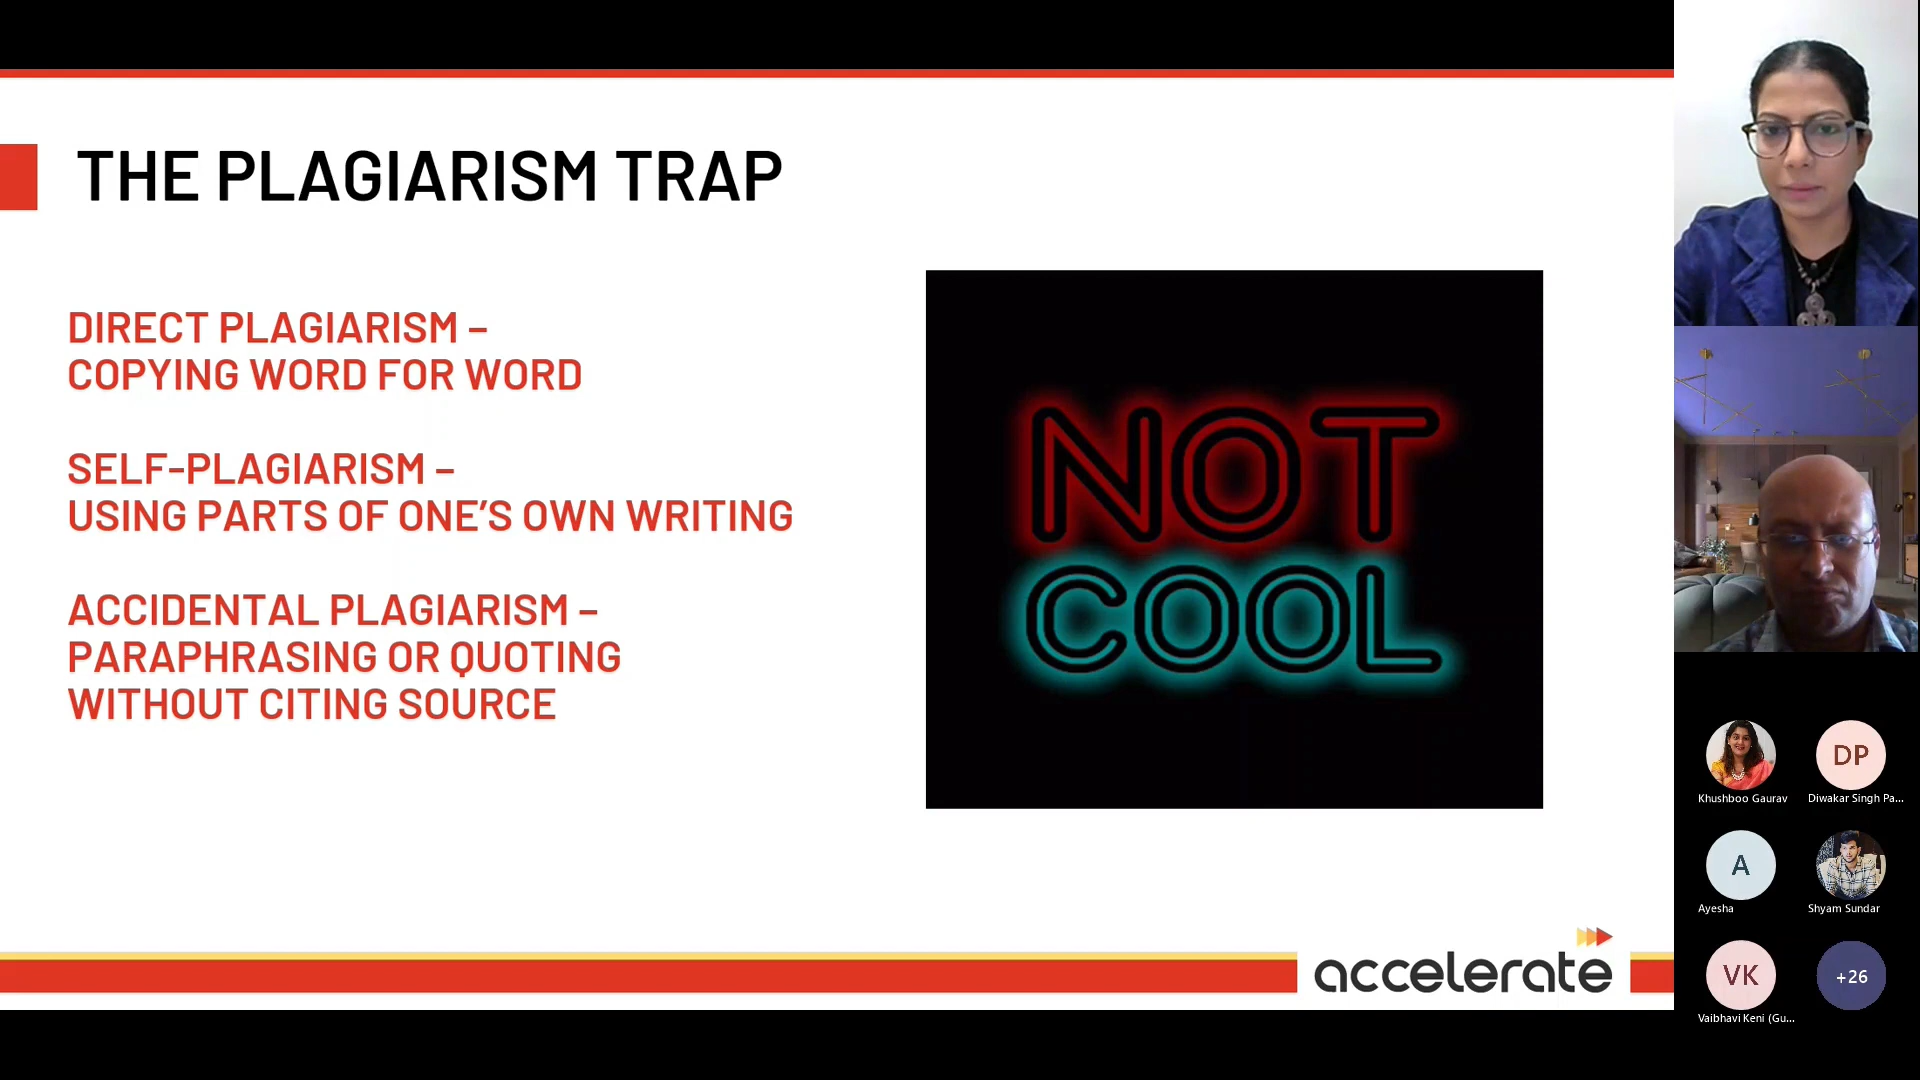 THE PLAGIARISM TRAP
DIRECT PLAGIARISM –
COPYING WORD FOR WORD
SELF-PLAGIARISM –
USING PARTS OF ONE’S OWN WRITING
ACCIDENTAL PLAGIARISM –
PARAPHRASING OR QUOTING
WITHOUT CITING SOURCE
NOT
COOL
accelerate
Khushboo Gaurav
DP
Diwakar Singh Pa...
A
Ayesha
Shyam Sundar
VK
Vaibhavi Keni (Gu...
+26